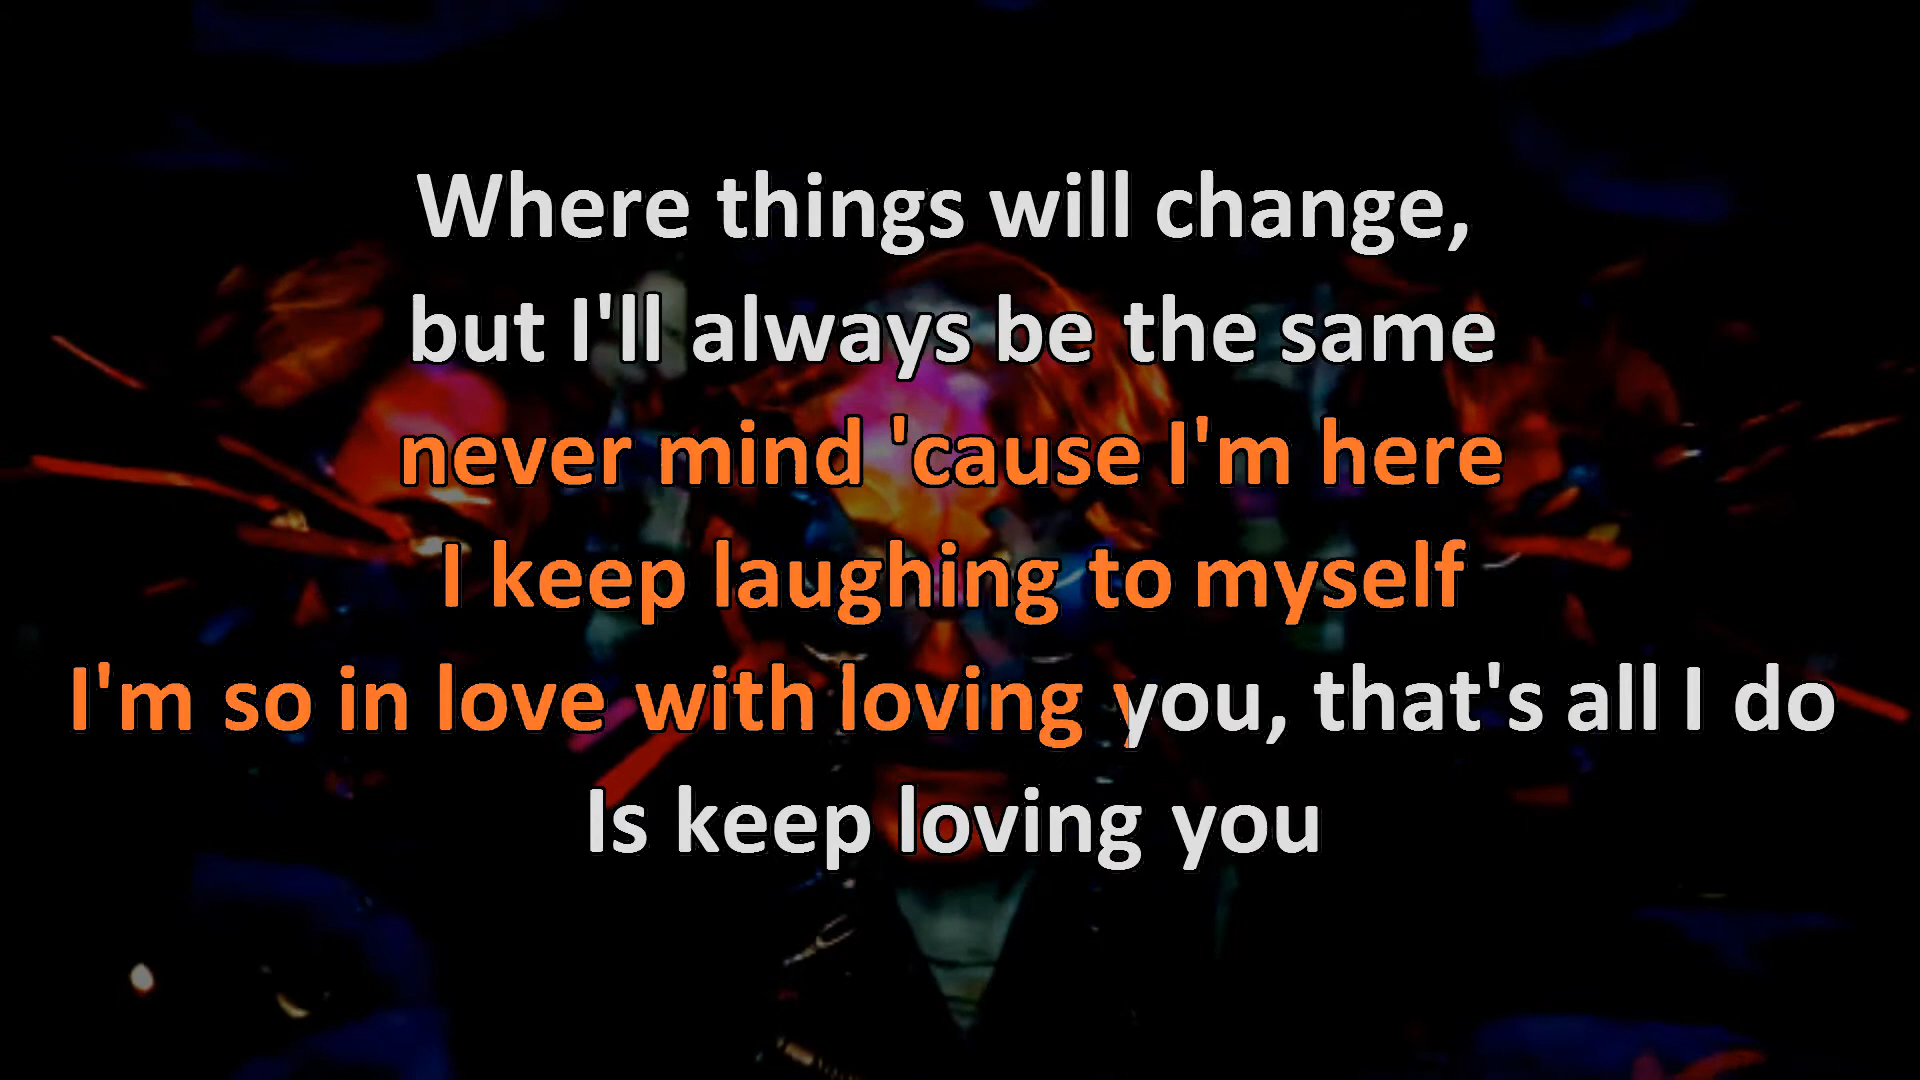 Where things will change,
but I'll always be the same
never mind 'cause I'm here
I keep laughing to myself
I'm so in love with loving you, that's all I do
Is keep loving you